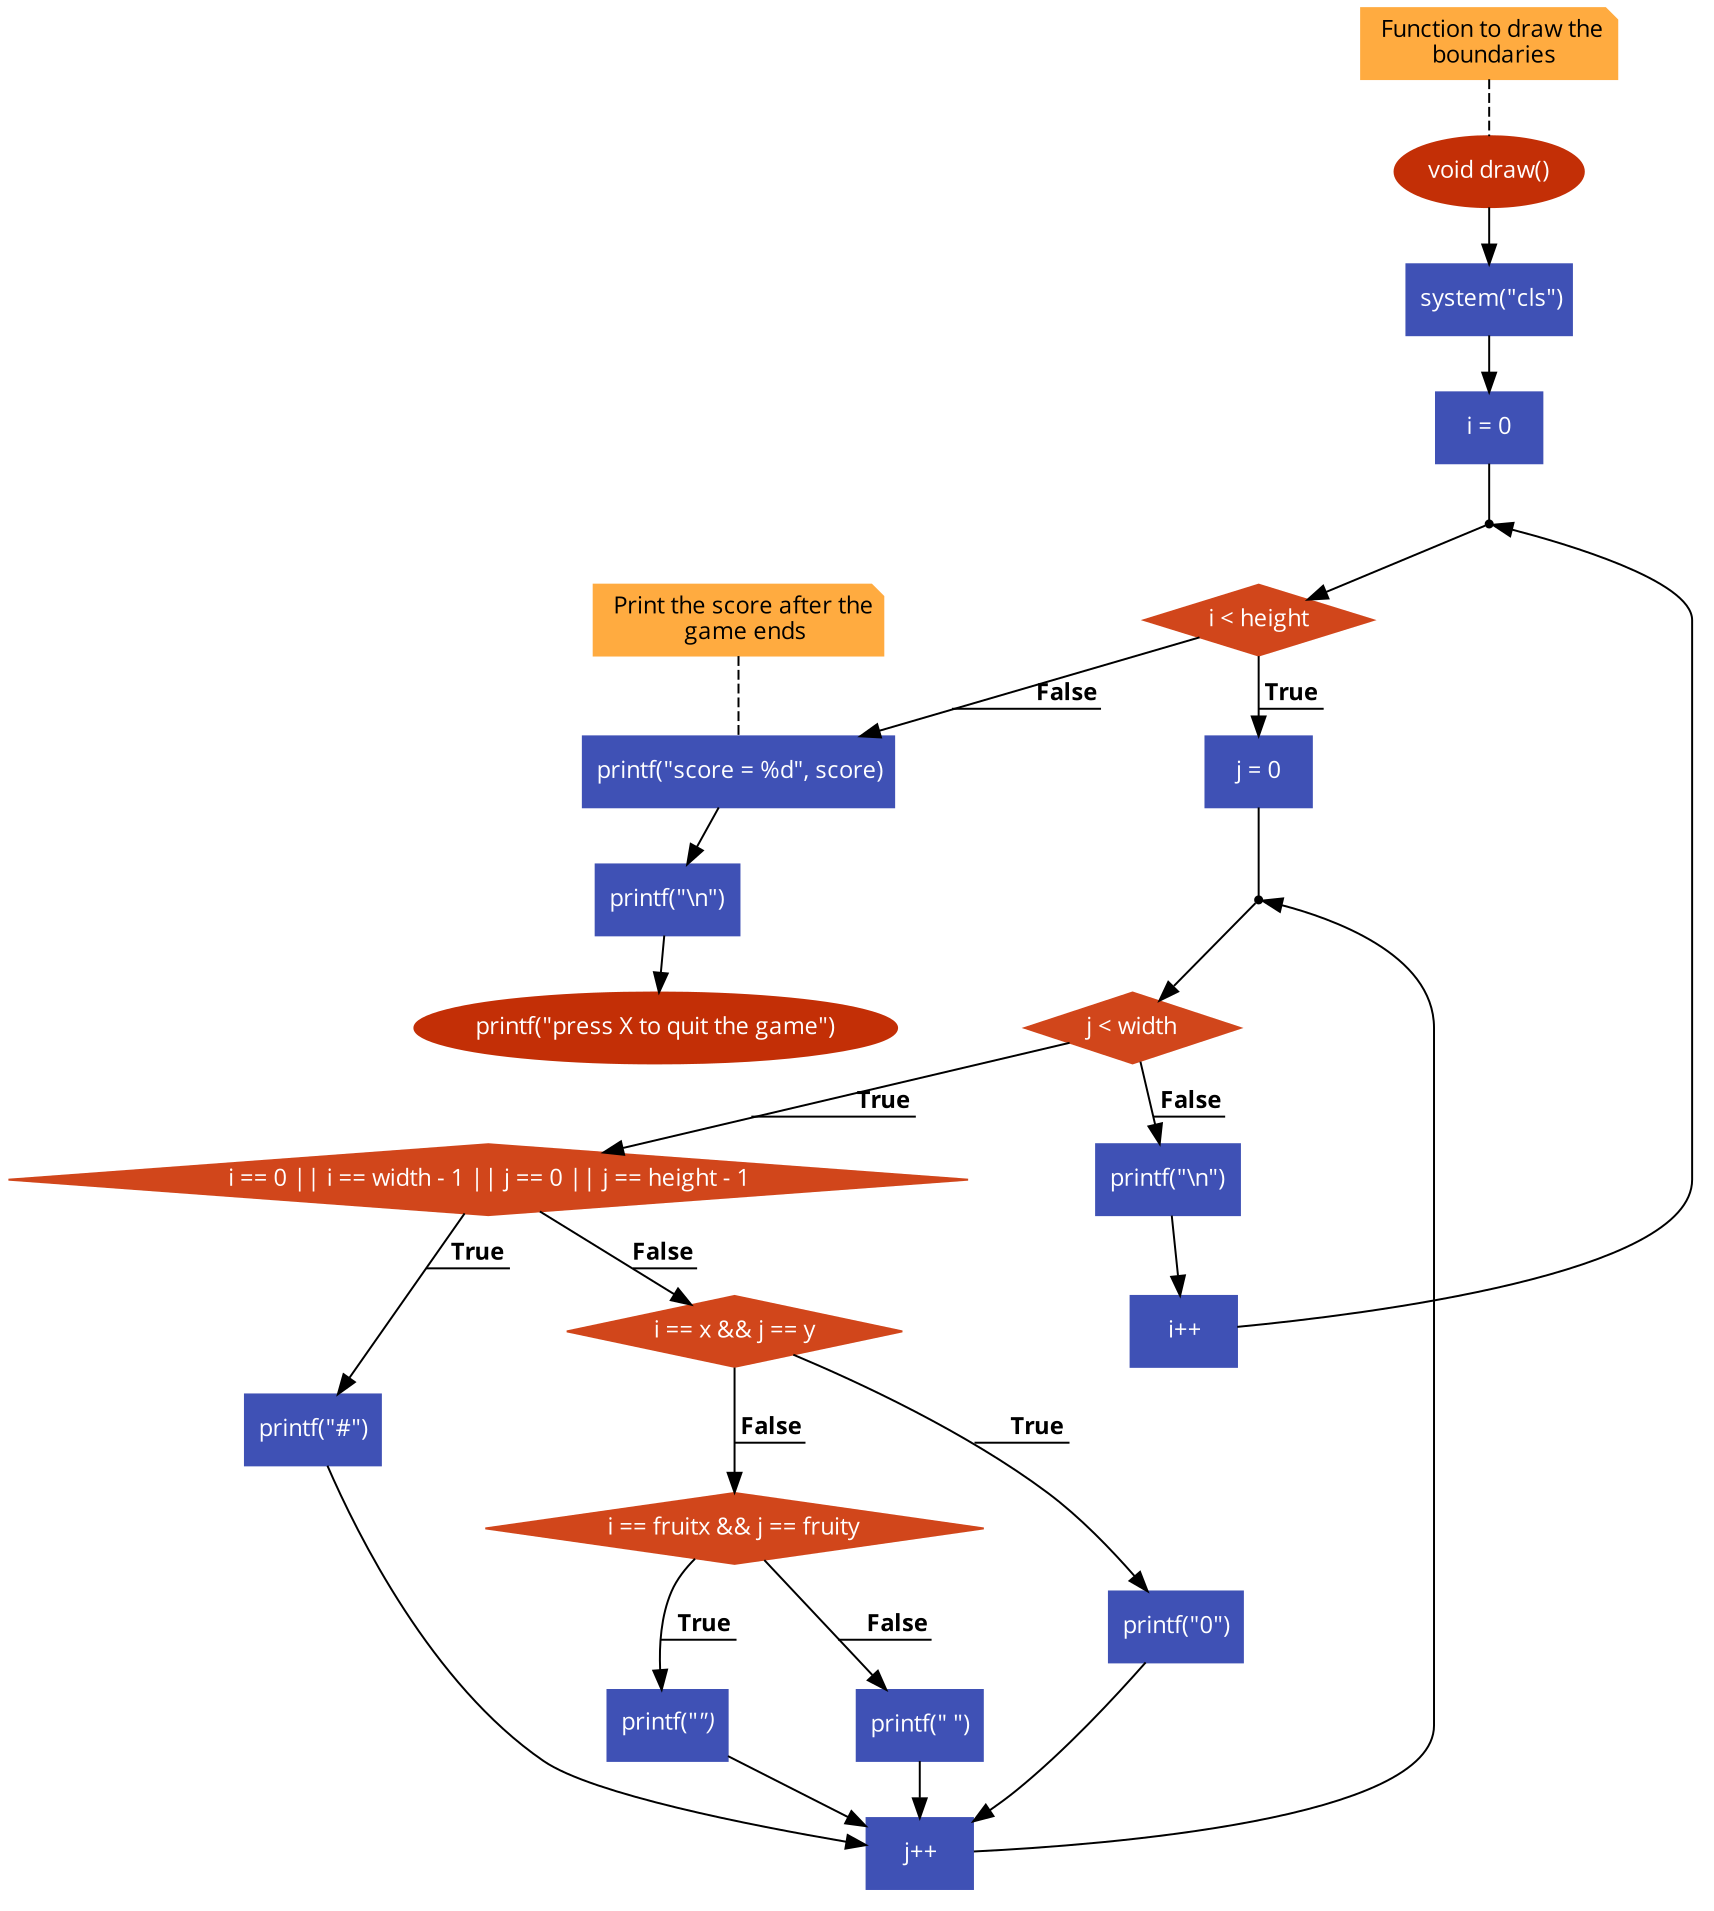 Function to draw the
boundaries
void draw()
system("cls")
i = 0
Print the score after the
game ends
i < height
False
True
printf("score = %d", score)
j = 0
printf("\n")
printf("press X to quit the game")
j < width
True
False
i == 0 || i == width - 1 || j == 0 || j == height - 1
printf("\n")
True
False
i == x && j == y
i++
printf("#")
False
True
i == fruitx && j == fruity
printf("0")
True
False
printf("")
printf(" ")
j++